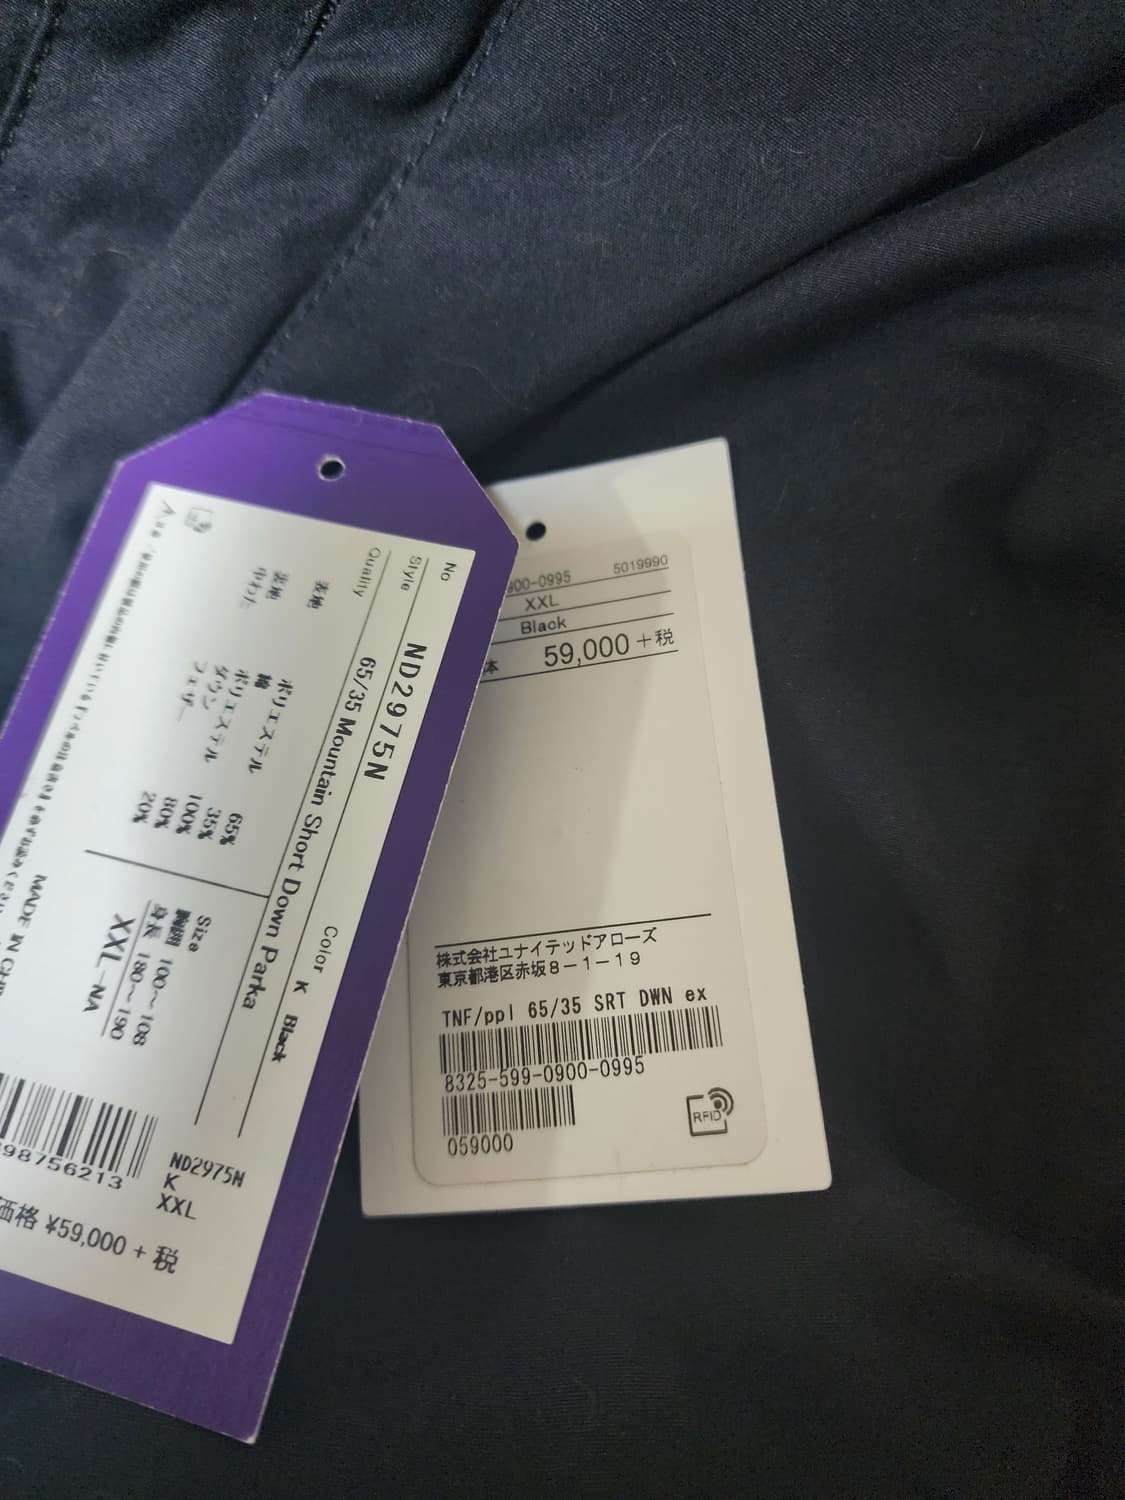 No
Style ND2975N
Quality 65/35 Mountain Short Down Parka
Color K Black
表地 ポリエステル 65%
綿 35%
裏地 ポリエステル 100%
中わた ダウン 80%
フェザー 20%
Size
胸囲 100〜108
身長 180〜190
XXL-NA
MADE IN
98756213
ND2975N
K
XXL
価格 ¥59,000 + 税
900-0995 5019990
XXL
Black
体 59,000 +税
株式会社ユナイテッドアローズ
東京都港区赤坂8-1-19
TNF/ppl 65/35 SRT DWN ex
8325-599-0900-0995
059000
RFID